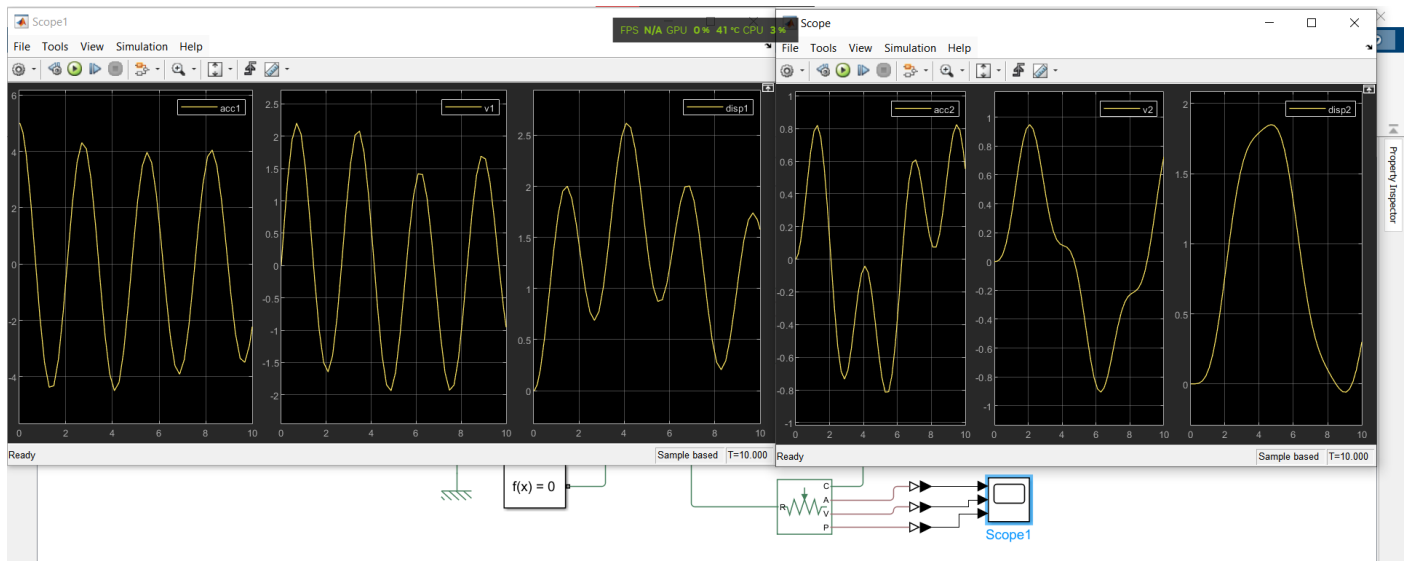 Scope1
FPS N/A GPU 0 % 41 °C CPU 3 %
Scope
File Tools View Simulation Help
File Tools View Simulation Help
acc1
v1
disp1
acc2
v2
disp2
6
4
2
0
-2
-4
0 2 4 6 8 10
2.5
2
1.5
1
0.5
0
-0.5
-1
-1.5
-2
0 2 4 6 8 10
2.5
2
1.5
1
0.5
0
0 2 4 6 8 10
1
0.8
0.6
0.4
0.2
0
-0.2
-0.4
-0.6
-0.8
-1
0 2 4 6 8 10
1
0.8
0.6
0.4
0.2
0
-0.2
-0.4
-0.6
-0.8
-1
0 2 4 6 8 10
2
1.5
1
0.5
0
0 2 4 6 8 10
Ready
Sample based T=10.000
Ready
Sample based T=10.000
Property Inspector
f(x) = 0
R
C
A
V
P
Scope1